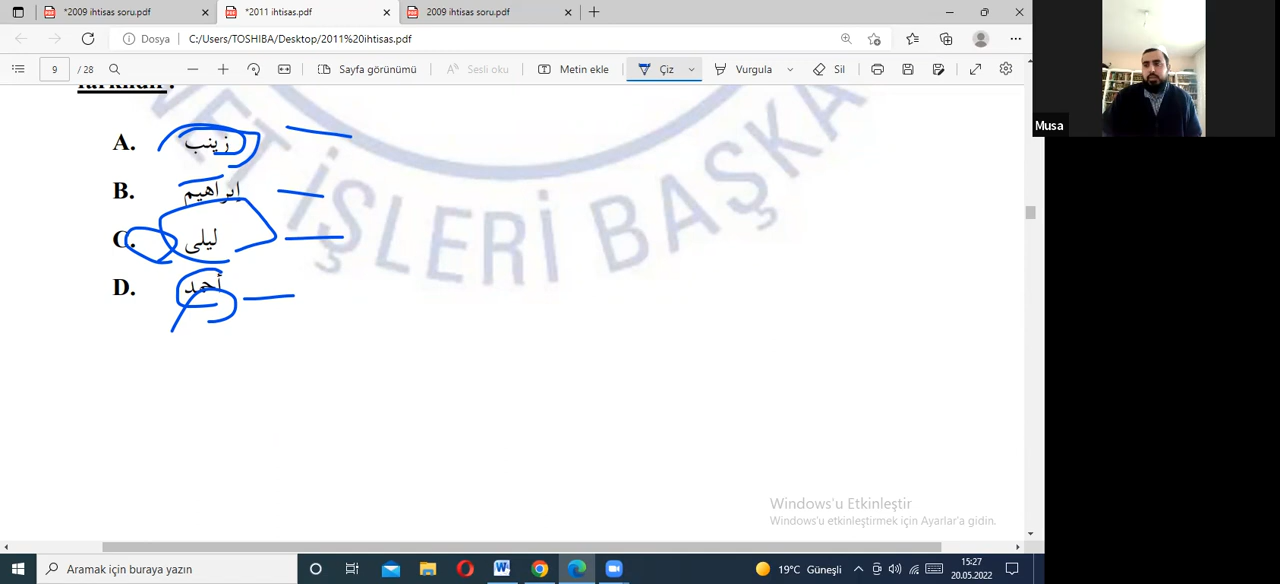 *2009 ihtisas soru.pdf
*2011 ihtisas.pdf
2009 ihtisas soru.pdf
Dosya
C:/Users/TOSHIBA/Desktop/2011%20ihtisas.pdf
9
/ 28
Sayfa görünümü
Sesli oku
Metin ekle
Çiz
Vurgula
Sil
Musa
A. زينب
B. إبراهيم
C. ليلى
D. أحمد
İŞLERİ BAŞKA
Windows'u Etkinleştir
Windows'u etkinleştirmek için Ayarlar'a gidin.
Aramak için buraya yazın
19°C Güneşli
15:27
20.05.2022